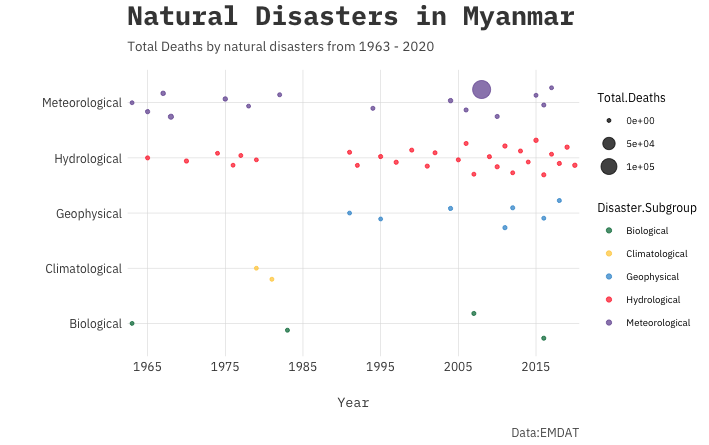 Natural Disasters in Myanmar
Total Deaths by natural disasters from 1963 - 2020
Meteorological
Hydrological
Geophysical
Climatological
Biological
1965 1975 1985 1995 2005 2015
Year
Total.Deaths
0e+00
5e+04
1e+05
Disaster.Subgroup
Biological
Climatological
Geophysical
Hydrological
Meteorological
Data:EMDAT